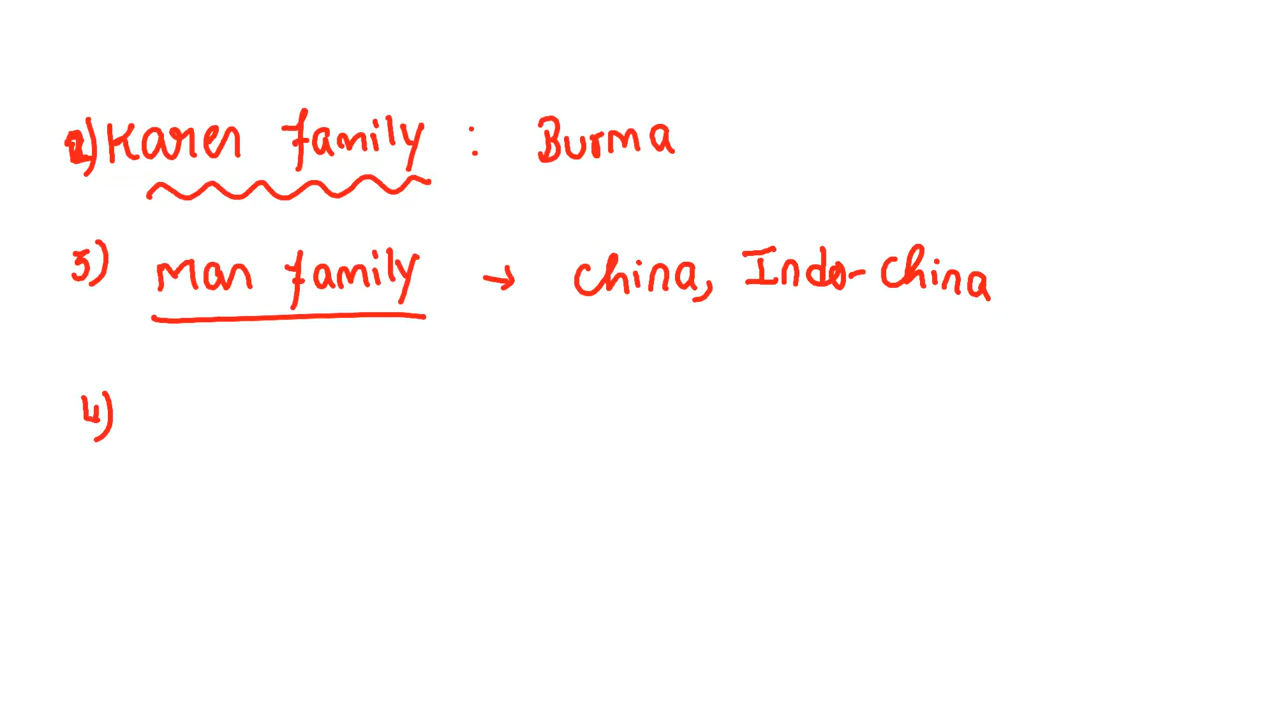 2) Karen family : Burma
3) Man family → China, Indo-China
4)